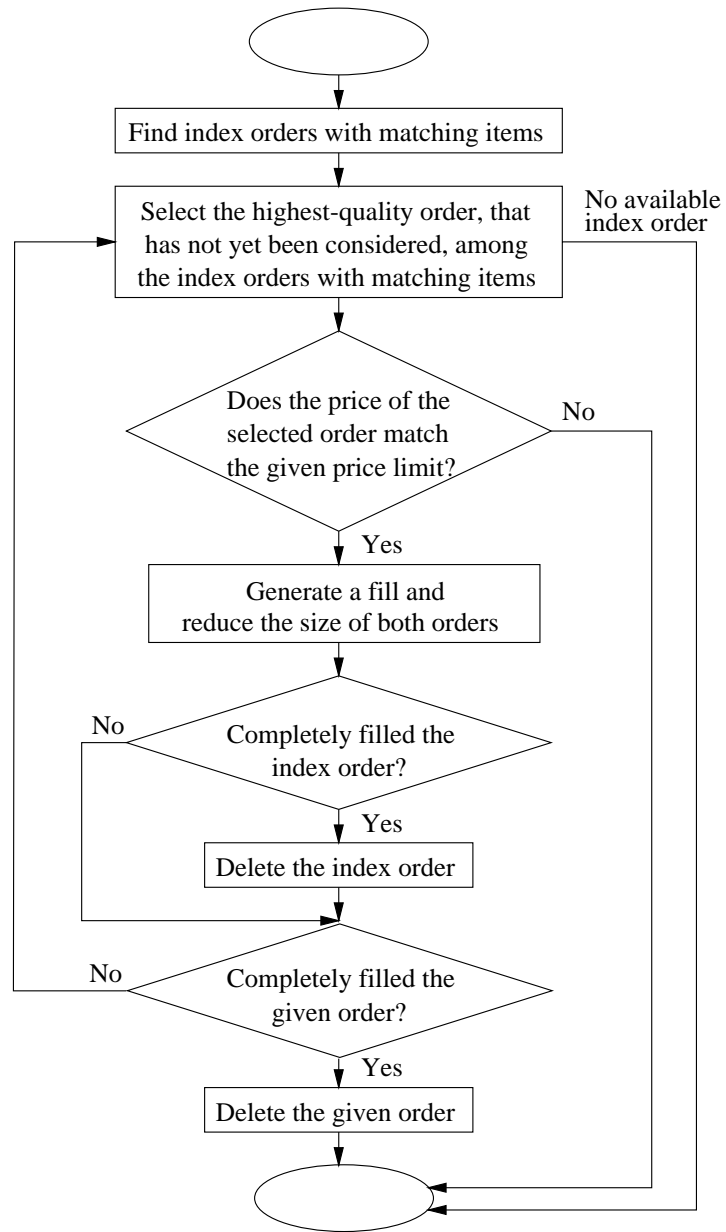 Find index orders with matching items
No available
index order
Select the highest-quality order, that
has not yet been considered, among
the index orders with matching items
Does the price of the
selected order match
the given price limit?
No
Yes
Generate a fill and
reduce the size of both orders
No
Completely filled the
index order?
Yes
Delete the index order
No
Completely filled the
given order?
Yes
Delete the given order